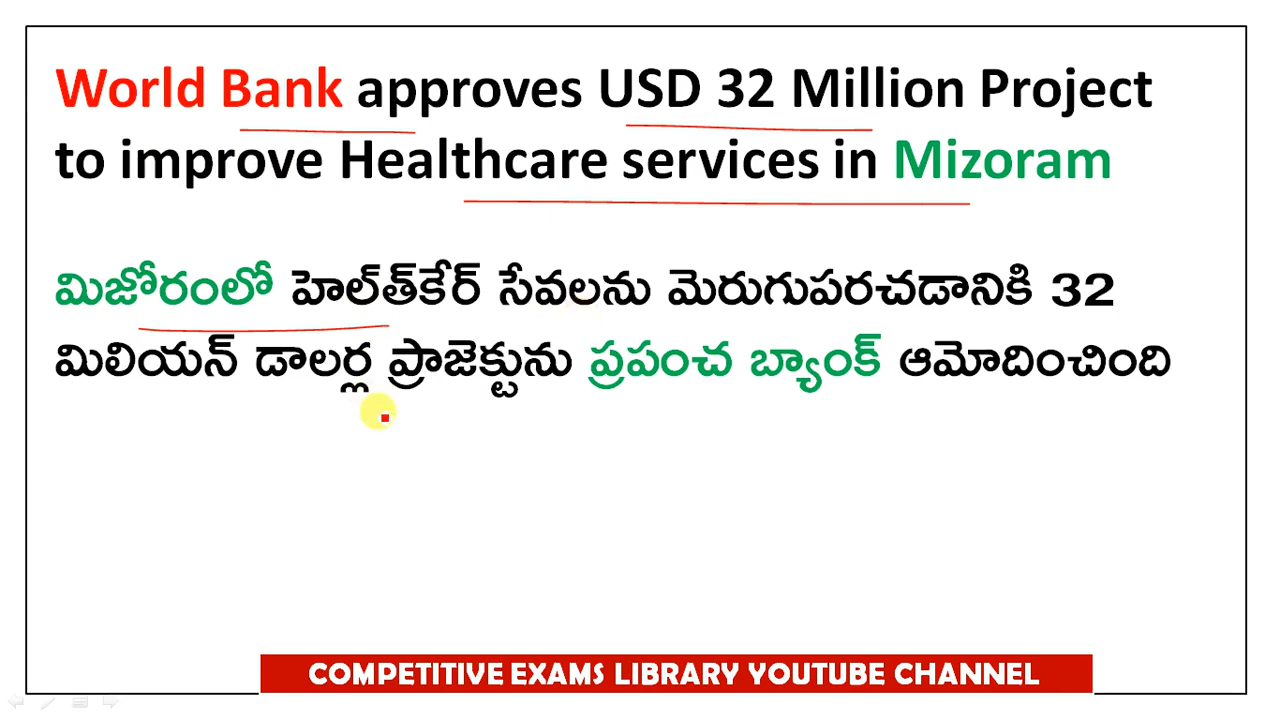 World Bank approves USD 32 Million Project
to improve Healthcare services in Mizoram
మిజోరంలో హెల్త్‌కేర్ సేవలను మెరుగుపరచడానికి 32
మిలియన్ డాలర్ల ప్రాజెక్టును ప్రపంచ బ్యాంక్ ఆమోదించింది
COMPETITIVE EXAMS LIBRARY YOUTUBE CHANNEL